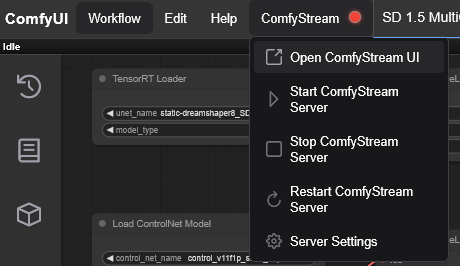 ComfyUI Workflow Edit Help ComfyStream SD 1.5 Multi
Idle
Open ComfyStream UI
TensorRT Loader
Start ComfyStream
Server
unet_name static-dreamshaper8_SD
model_type
Stop ComfyStream
Server
Restart ComfyStream
Server
Load ControlNet Model
Server Settings
control_net_name control_v11f1p_s